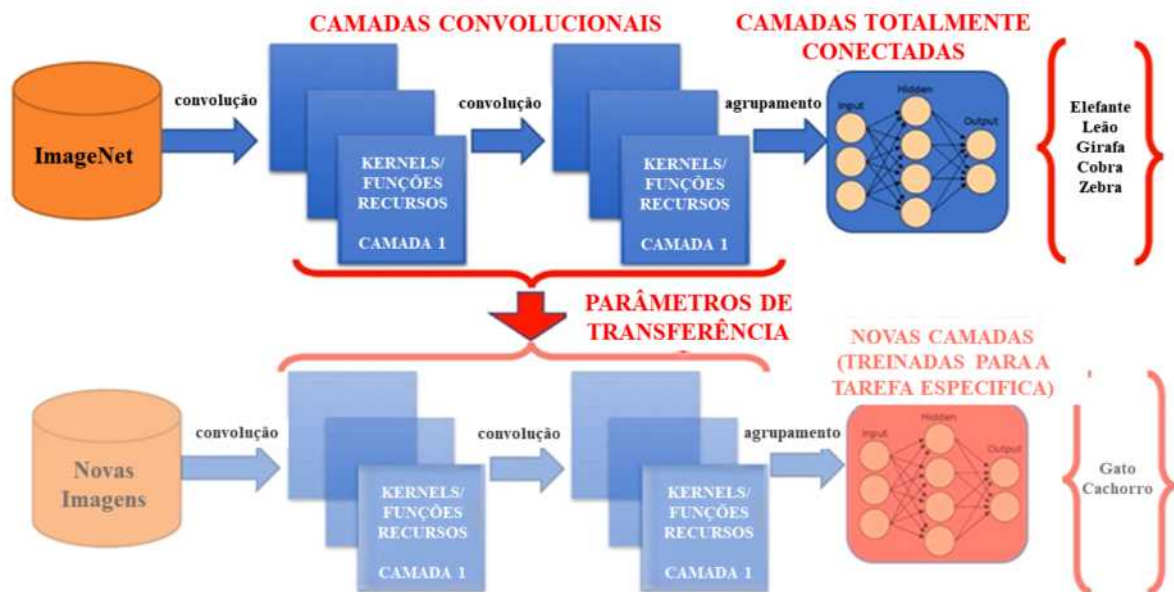 CAMADAS CONVOLUCIONAIS
CAMADAS TOTALMENTE
CONECTADAS
ImageNet
convolução
KERNELS/
FUNÇÕES
RECURSOS
CAMADA 1
convolução
KERNELS/
FUNÇÕES
RECURSOS
CAMADA 1
agrupamento
Input
Hidden
Output
Elefante
Leão
Girafa
Cobra
Zebra
PARÂMETROS DE
TRANSFERÊNCIA
NOVAS CAMADAS
(TREINADAS PARA A
TAREFA ESPECIFICA)
Novas
Imagens
convolução
KERNELS/
FUNÇÕES
RECURSOS
CAMADA 1
convolução
KERNELS/
FUNÇÕES
RECURSOS
CAMADA 1
agrupamento
Input
Hidden
Output
Gato
Cachorro